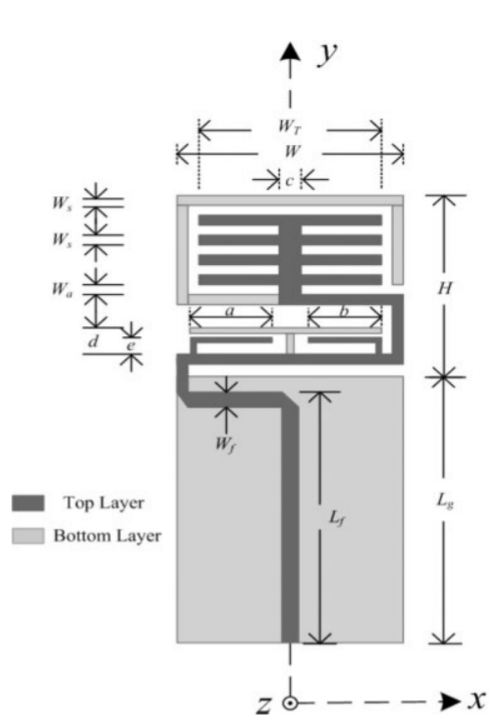 y
W_T
W
c
W_s
W_s
W_a
H
a
b
d
e
W_f
Top Layer
L_f
L_g
Bottom Layer
z
x